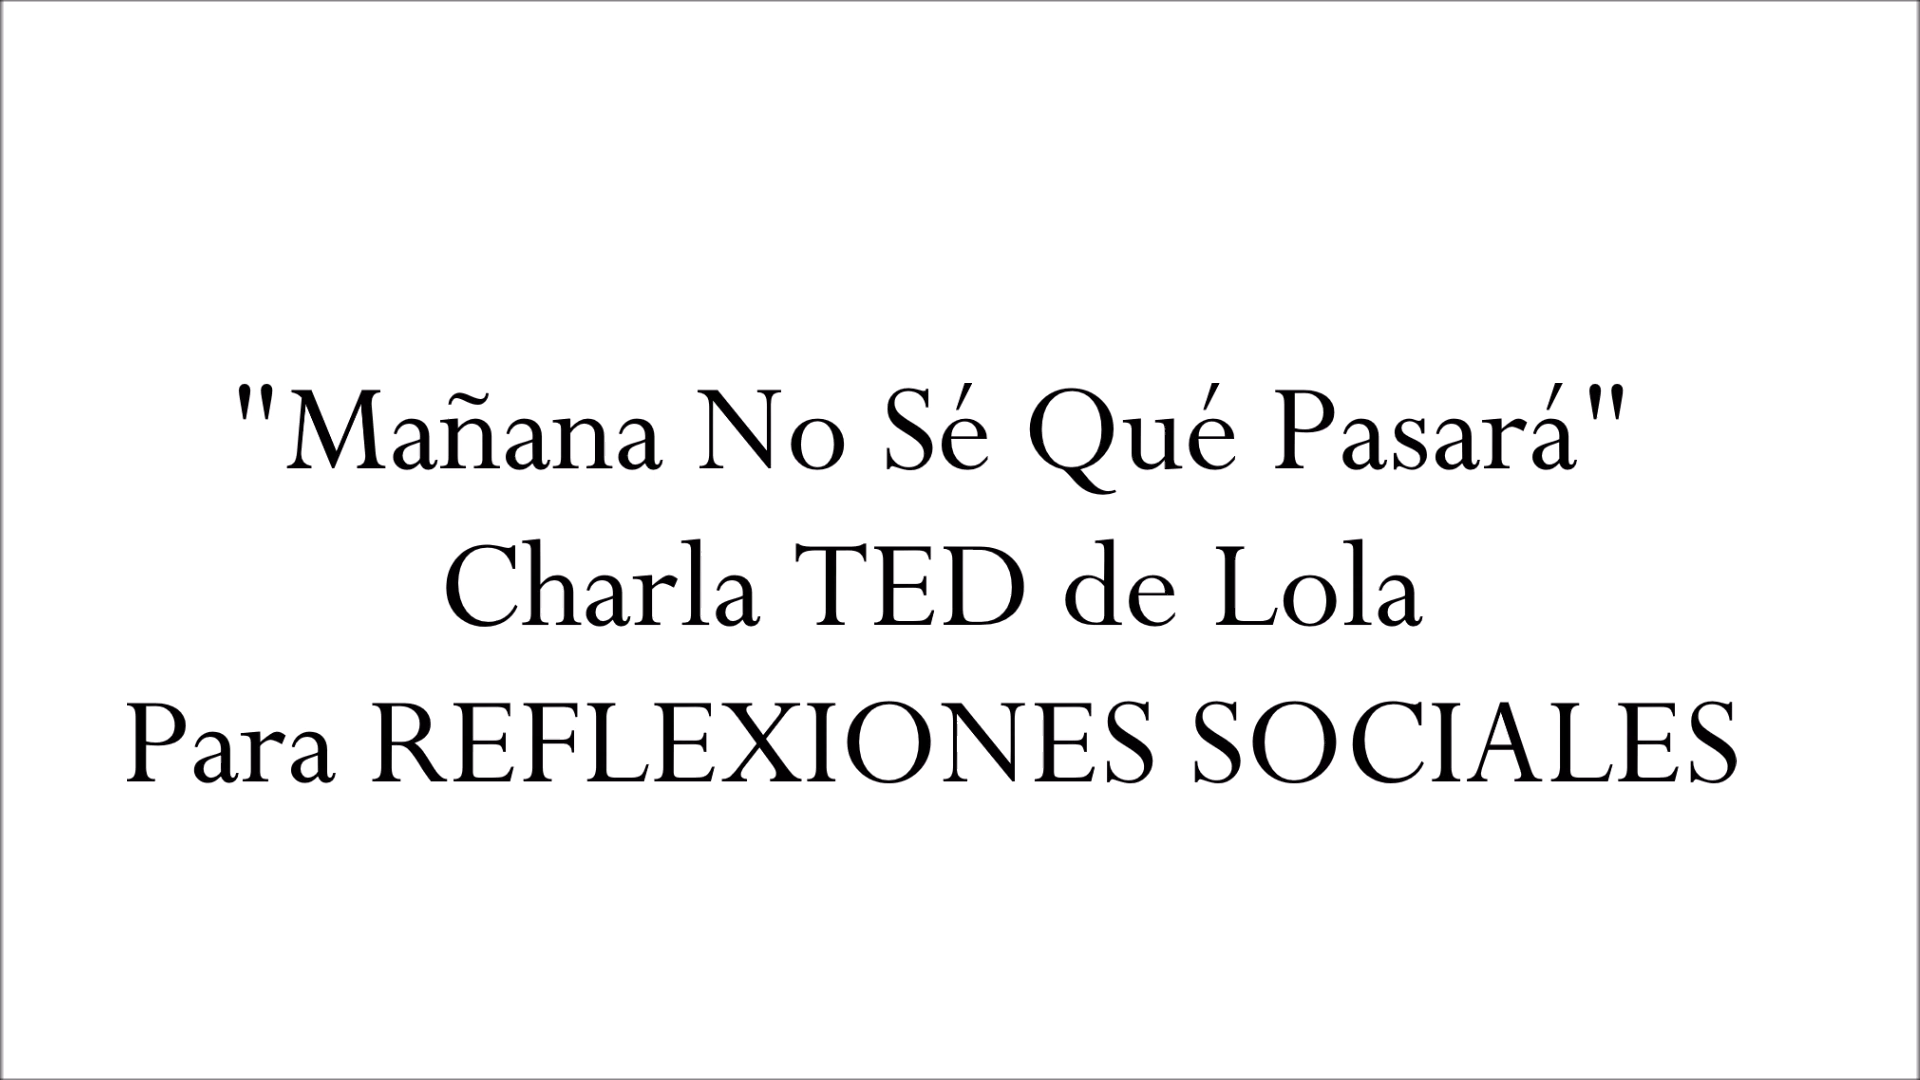 "Mañana No Sé Qué Pasará"
Charla TED de Lola
Para REFLEXIONES SOCIALES